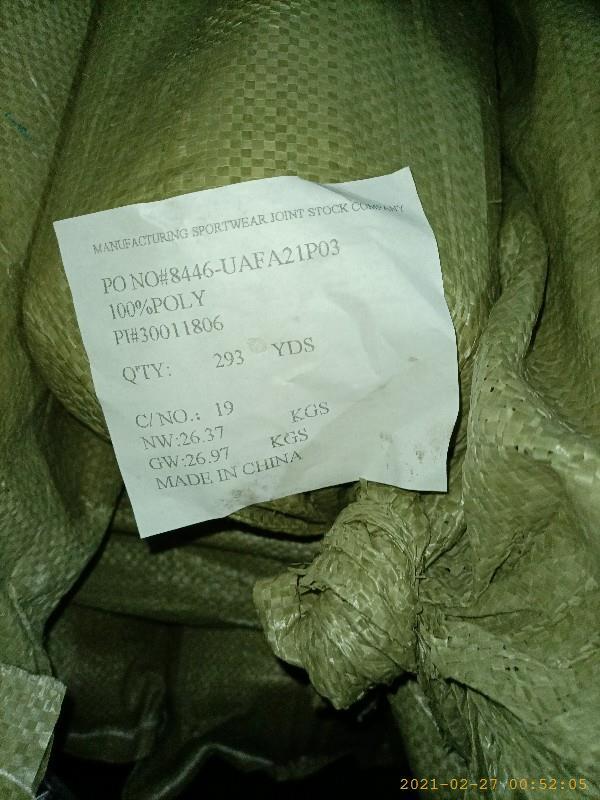 MANUFACTURING SPORTWEAR JOINT STOCK COMPANY
PO NO#8446-UAFA21P03
100%POLY
PI#30011806
QTY: 293 YDS
C/ NO.: 19
NW:26.37 KGS
GW:26.97 KGS
MADE IN CHINA
2021-02-27 00:52:05